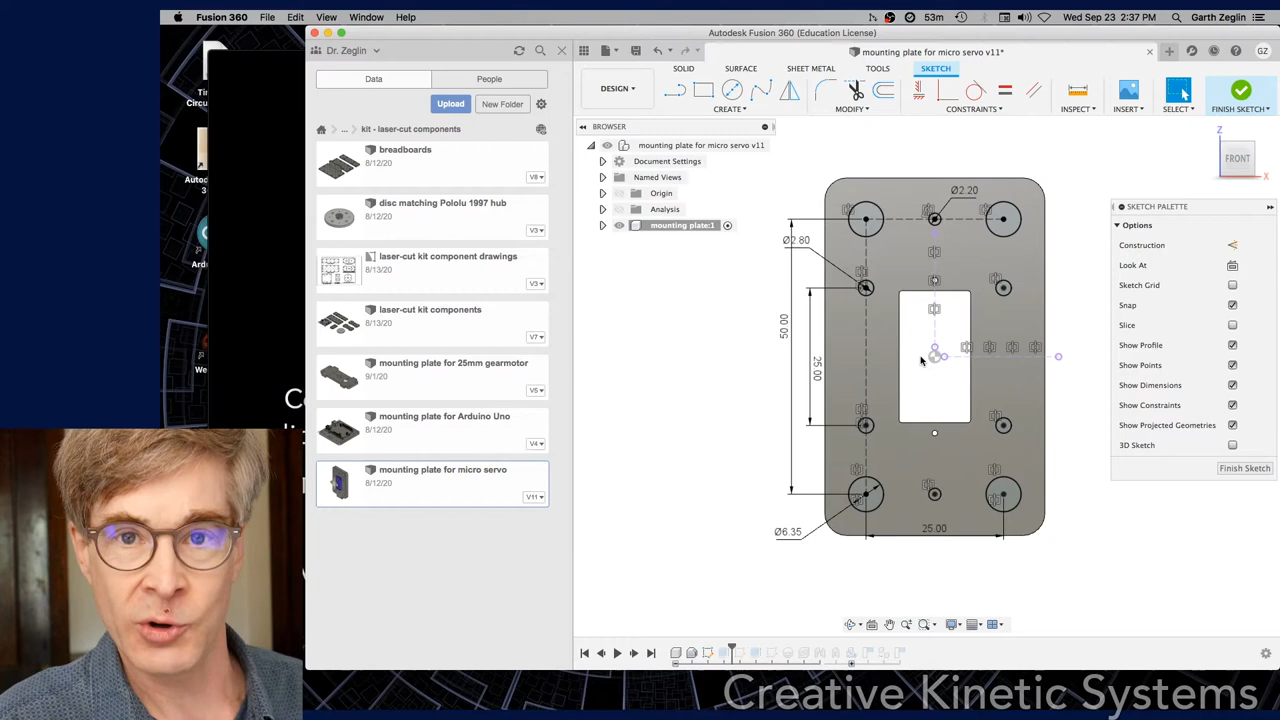 Fusion 360 File Edit View Window Help 53m Wed Sep 23 2:37 PM Garth Zeglin
Autodesk Fusion 360 (Education License)
Dr. Zeglin
mounting plate for micro servo v11*
GZ
Data People
Upload New Folder
... kit - laser-cut components
breadboards
8/12/20
V8
disc matching Pololu 1997 hub
8/12/20
V3
laser-cut kit component drawings
8/13/20
V3
laser-cut kit components
8/13/20
V7
mounting plate for 25mm gearmotor
9/1/20
V5
mounting plate for Arduino Uno
8/12/20
V4
mounting plate for micro servo
8/12/20
V11
SOLID SURFACE SHEET METAL TOOLS SKETCH
DESIGN
CREATE MODIFY CONSTRAINTS INSPECT INSERT SELECT FINISH SKETCH
BROWSER
mounting plate for micro servo v11
Document Settings
Named Views
Origin
Analysis
mounting plate:1
Ø2.20
Ø2.80
50.00
25.00
Ø6.35
25.00
Z
FRONT
X
SKETCH PALETTE
Options
Construction
Look At
Sketch Grid
Snap
Slice
Show Profile
Show Points
Show Dimensions
Show Constraints
Show Projected Geometries
3D Sketch
Finish Sketch
Creative Kinetic Systems